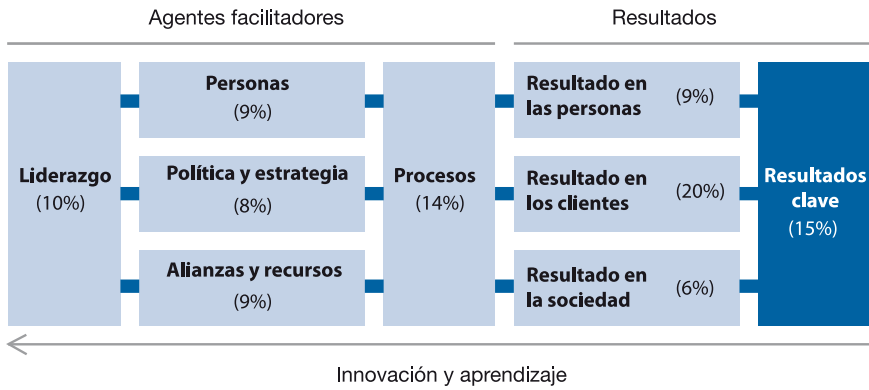 Agentes facilitadores
Resultados
Liderazgo
(10%)
Personas
(9%)
Política y estrategia
(8%)
Alianzas y recursos
(9%)
Procesos
(14%)
Resultado en
las personas
(9%)
Resultado en
los clientes
(20%)
Resultado en
la sociedad
(6%)
Resultados
clave
(15%)
Innovación y aprendizaje